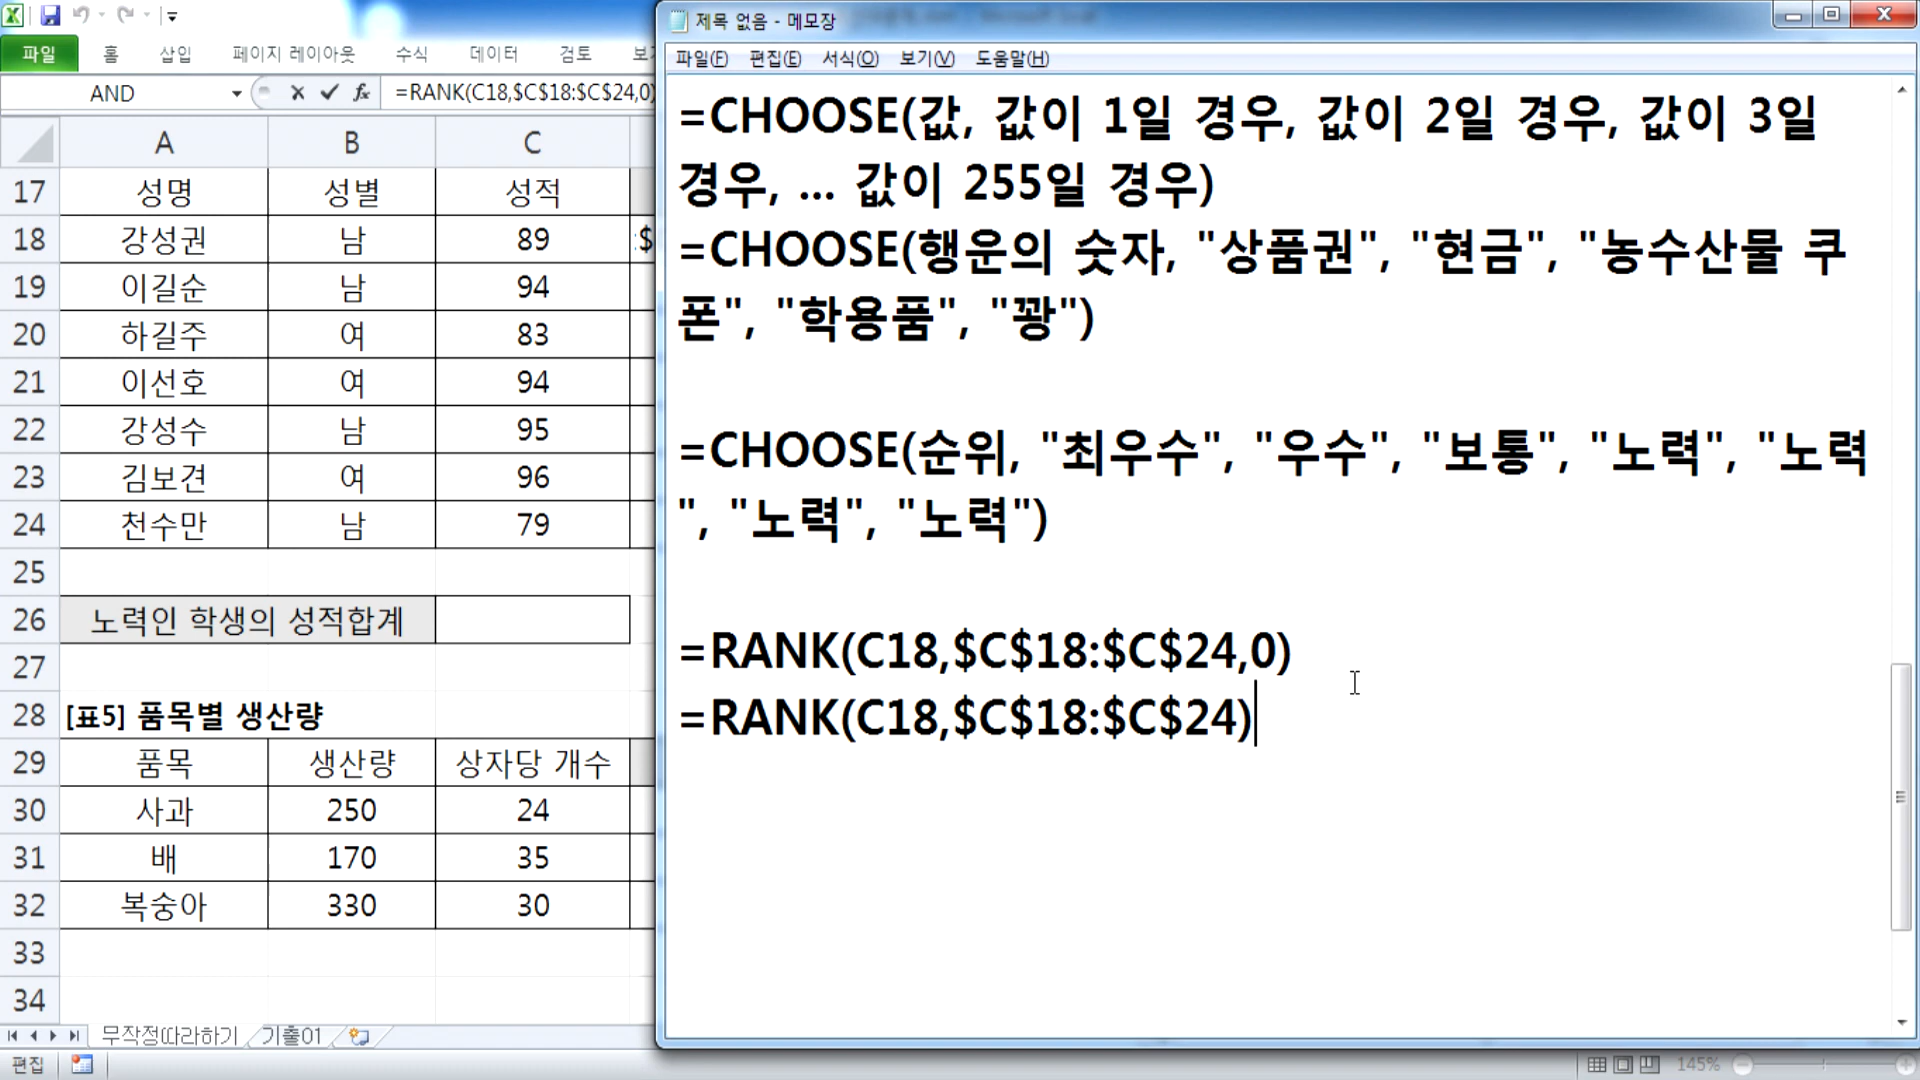 파일 홈 삽입 페이지 레이아웃 수식 데이터 검토
AND =RANK(C18,$C$18:$C$24,0)
A B C
17 성명 성별 성적
18 강성권 남 89 :$
19 이길순 남 94
20 하길주 여 83
21 이선호 여 94
22 강성수 남 95
23 김보견 여 96
24 천수만 남 79
25
26 노력인 학생의 성적합계
27
28 [표5] 품목별 생산량
29 품목 생산량 상자당 개수
30 사과 250 24
31 배 170 35
32 복숭아 330 30
33
34
무작정따라하기 기출01
편집
제목 없음 - 메모장
파일(F) 편집(E) 서식(O) 보기(V) 도움말(H)
=CHOOSE(값, 값이 1일 경우, 값이 2일 경우, 값이 3일
경우, ... 값이 255일 경우)
=CHOOSE(행운의 숫자, "상품권", "현금", "농수산물 쿠
폰", "학용품", "꽝")
=CHOOSE(순위, "최우수", "우수", "보통", "노력", "노력
", "노력", "노력")
=RANK(C18,$C$18:$C$24,0)
=RANK(C18,$C$18:$C$24)
145%